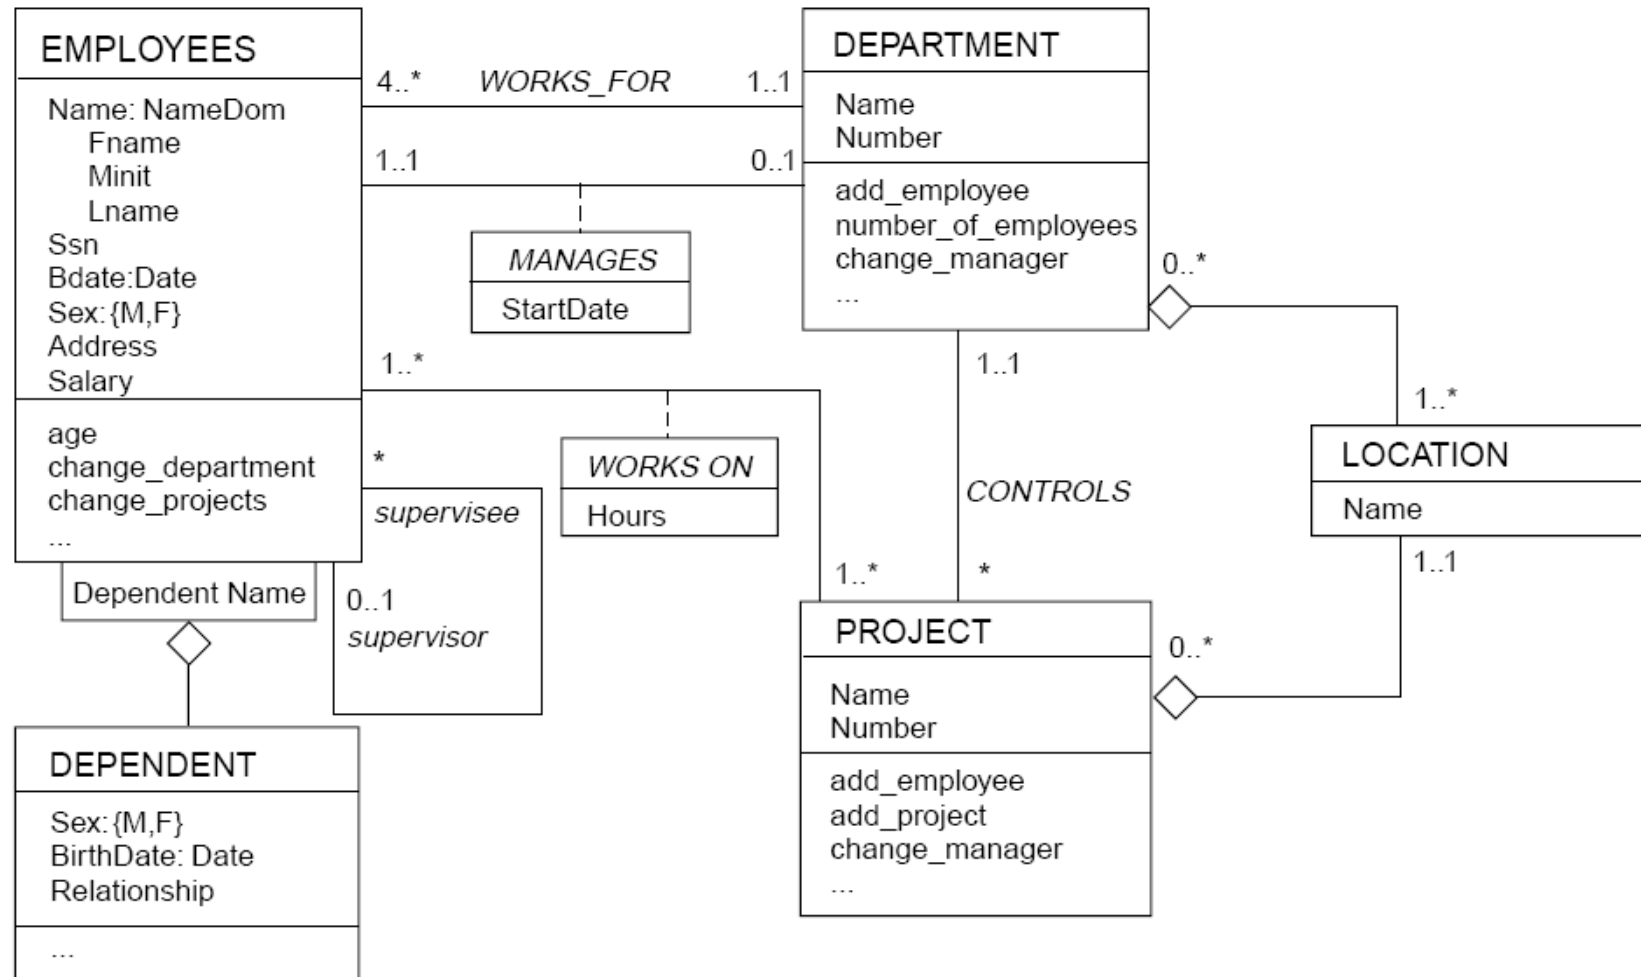 EMPLOYEES
Name: NameDom
Fname
Minit
Lname
Ssn
Bdate:Date
Sex:{M,F}
Address
Salary
age
change_department
change_projects
...
Dependent Name
4..* WORKS_FOR 1..1
1..1 0..1
MANAGES
StartDate
1..*
WORKS ON
Hours
1..*
*
supervisee
0..1
supervisor
DEPARTMENT
Name
Number
add_employee
number_of_employees
change_manager
...
0..*
1..*
1..1
CONTROLS
*
LOCATION
Name
1..1
0..*
PROJECT
Name
Number
add_employee
add_project
change_manager
...
DEPENDENT
Sex:{M,F}
BirthDate: Date
Relationship
...